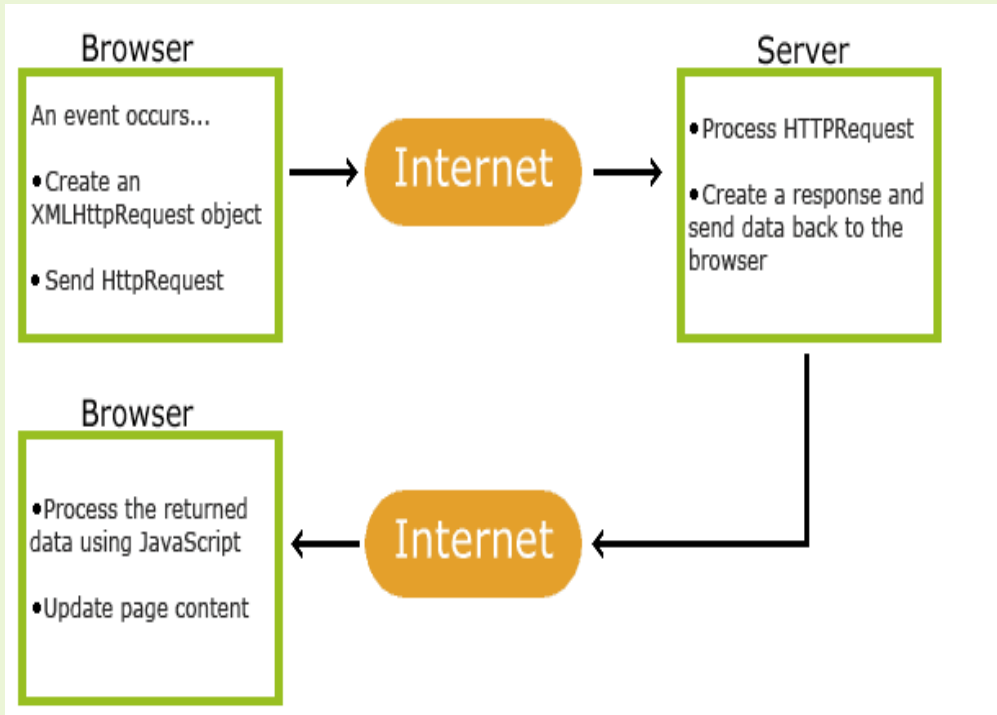 Browser
An event occurs...
•Create an
XMLHttpRequest object
• Send HttpRequest
Internet
Server
•Process HTTPRequest
•Create a response and
send data back to the
browser
Browser
•Process the returned
data using JavaScript
•Update page content
Internet